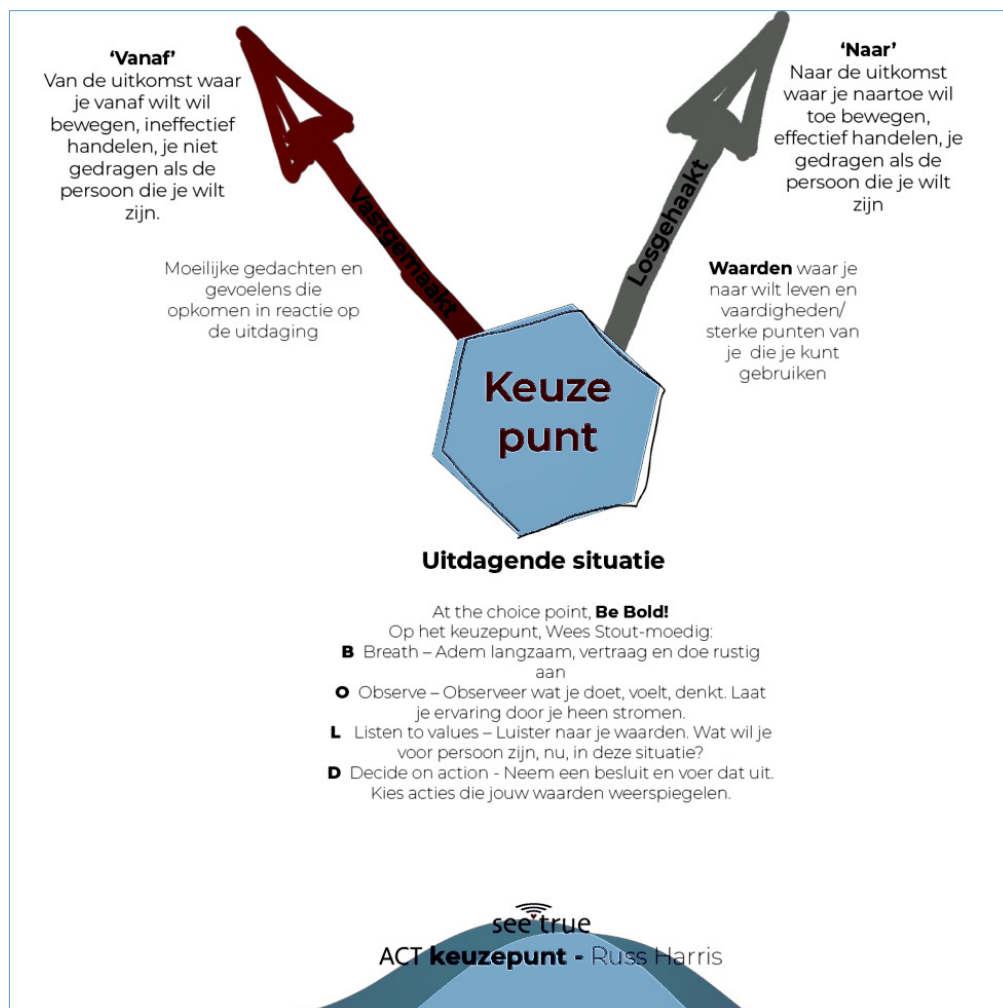 ‘Vanaf’
Van de uitkomst waar
je vanaf wilt wil
bewegen, ineffectief
handelen, je niet
gedragen als de
persoon die je wilt
zijn.
‘Naar’
Naar de uitkomst
waar je naartoe wil
toe bewegen,
effectief handelen, je
gedragen als de
persoon die je wilt
zijn
Vastgemaakt
Losgehaakt
Moeilijke gedachten en
gevoelens die
opkomen in reactie op
de uitdaging
Waarden waar je
naar wilt leven en
vaardigheden/
sterke punten van
je die je kunt
gebruiken
Keuze
punt
Uitdagende situatie
At the choice point, Be Bold!
Op het keuzepunt, Wees Stout-moedig:
B Breath – Adem langzaam, vertraag en doe rustig
aan
O Observe – Observeer wat je doet, voelt, denkt. Laat
je ervaring door je heen stromen.
L Listen to values – Luister naar je waarden. Wat wil je
voor persoon zijn, nu, in deze situatie?
D Decide on action - Neem een besluit en voer dat uit.
Kies acties die jouw waarden weerspiegelen.
see true
ACT keuzepunt - Russ Harris